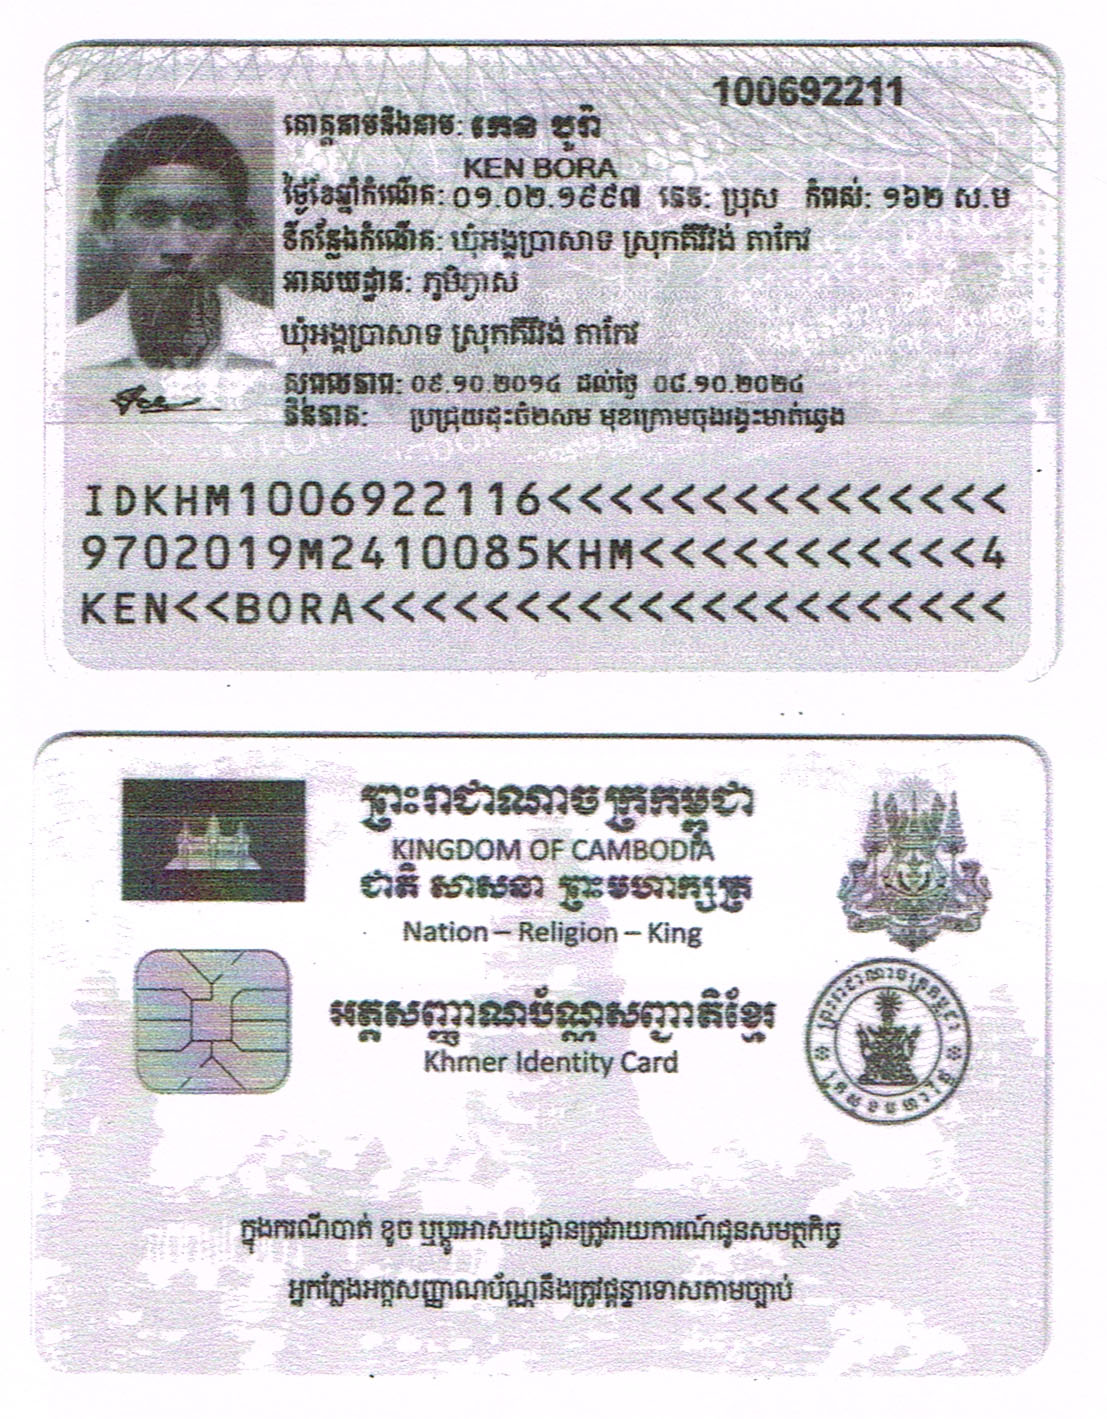 100692211
គោត្តនាមនិងនាម: កេន បូរ៉ា
KEN BORA
ថ្ងៃខែឆ្នាំកំណើត: ០១.០២.១៩៩៧ ភេទ: ប្រុស កំពស់: ១៦២ ស.ម
ទីកន្លែងកំណើត: ឃុំអង្គប្រាសាទ ស្រុកគីរីវង់ តាកែវ
អាសយដ្ឋាន: ភូមិភ្ងាស
ឃុំអង្គប្រាសាទ ស្រុកគីរីវង់ តាកែវ
សុពលភាព: ០៩.១០.២០១៤ ដល់ថ្ងៃ ០៨.១០.២០២៤
ភិនភាគ: ប្រជ្រុយដុះចំ២សម មុខក្រោមចុងរង្វះមាត់ឆ្វេង
IDKHM1006922116<<<<<<<<<<<<<<<
9702019M2410085KHM<<<<<<<<<<<4
KEN<<BORA<<<<<<<<<<<<<<<<<<<<<
ព្រះរាជាណាចក្រកម្ពុជា
KINGDOM OF CAMBODIA
ជាតិ សាសនា ព្រះមហាក្សត្រ
Nation – Religion – King
អត្តសញ្ញាណប័ណ្ណសញ្ជាតិខ្មែរ
Khmer Identity Card
ក្នុងករណីបាត់ ខូច ឬប្តូរអាសយដ្ឋានត្រូវរាយការណ៍ជូនសមត្ថកិច្ច
អ្នកក្លែងអត្តសញ្ញាណប័ណ្ណនឹងត្រូវផ្តន្ទាទោសតាមច្បាប់